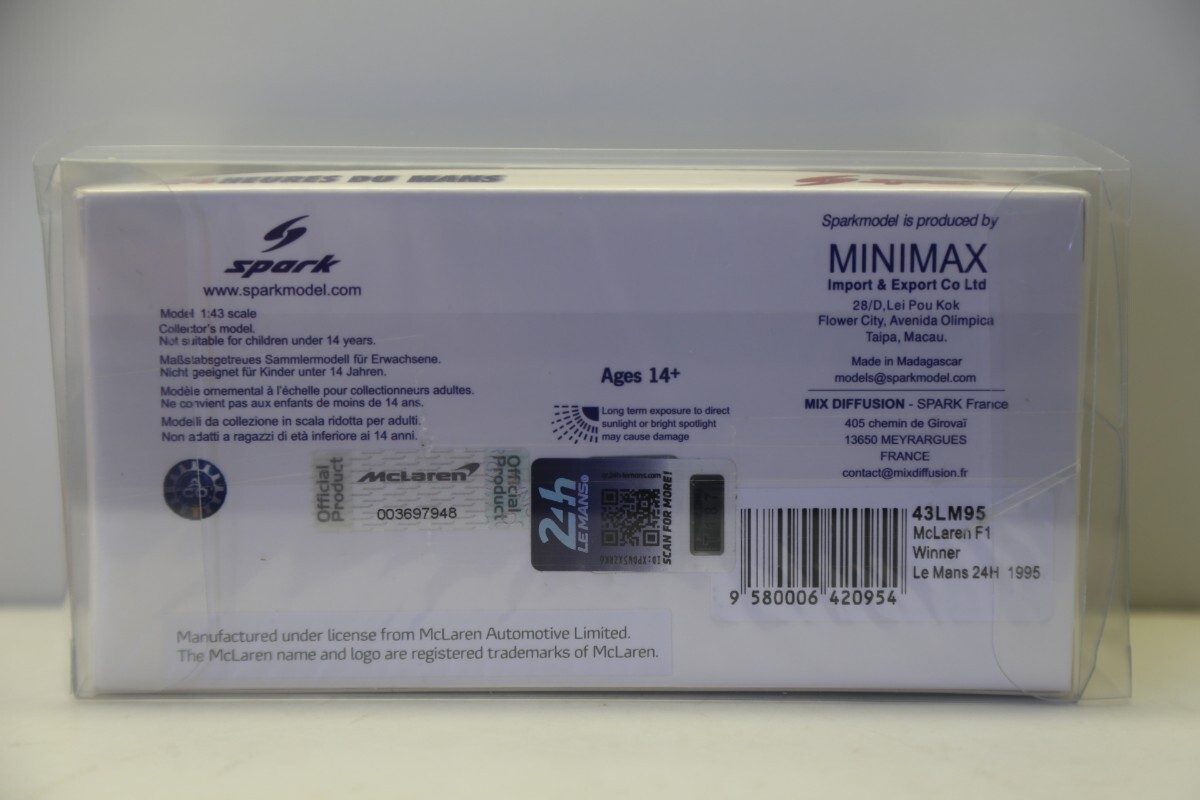 HEURES DU MANS
spark
spark
www.sparkmodel.com
Model 1:43 scale
Collector's model.
Not suitable for children under 14 years.
Maßstabsgetreues Sammlermodell für Erwachsene.
Nicht geeignet für Kinder unter 14 Jahren.
Modèle ornemental à l'échelle pour collectionneurs adultes.
Ne convient pas aux enfants de moins de 14 ans.
Modelli da collezione in scala ridotta per adulti.
Non adatti a ragazzi di età inferiore ai 14 anni.
Ages 14+
Long term exposure to direct
sunlight or bright spotlight
may cause damage
Sparkmodel is produced by
MINIMAX
Import & Export Co Ltd
28/D,Lei Pou Kok
Flower City, Avenida Olimpica
Taipa, Macau.
Made in Madagascar
models@sparkmodel.com
MIX DIFFUSION - SPARK France
405 chemin de Girovaï
13650 MEYRARGUES
FRANCE
contact@mixdiffusion.fr
Official
Product
McLaren
003697948
Official
Product
24h
LE MANS
SCAN FOR MORE!
43LM95
McLaren F1
Winner
Le Mans 24H 1995
9 580006 420954
Manufactured under license from McLaren Automotive Limited.
The McLaren name and logo are registered trademarks of McLaren.